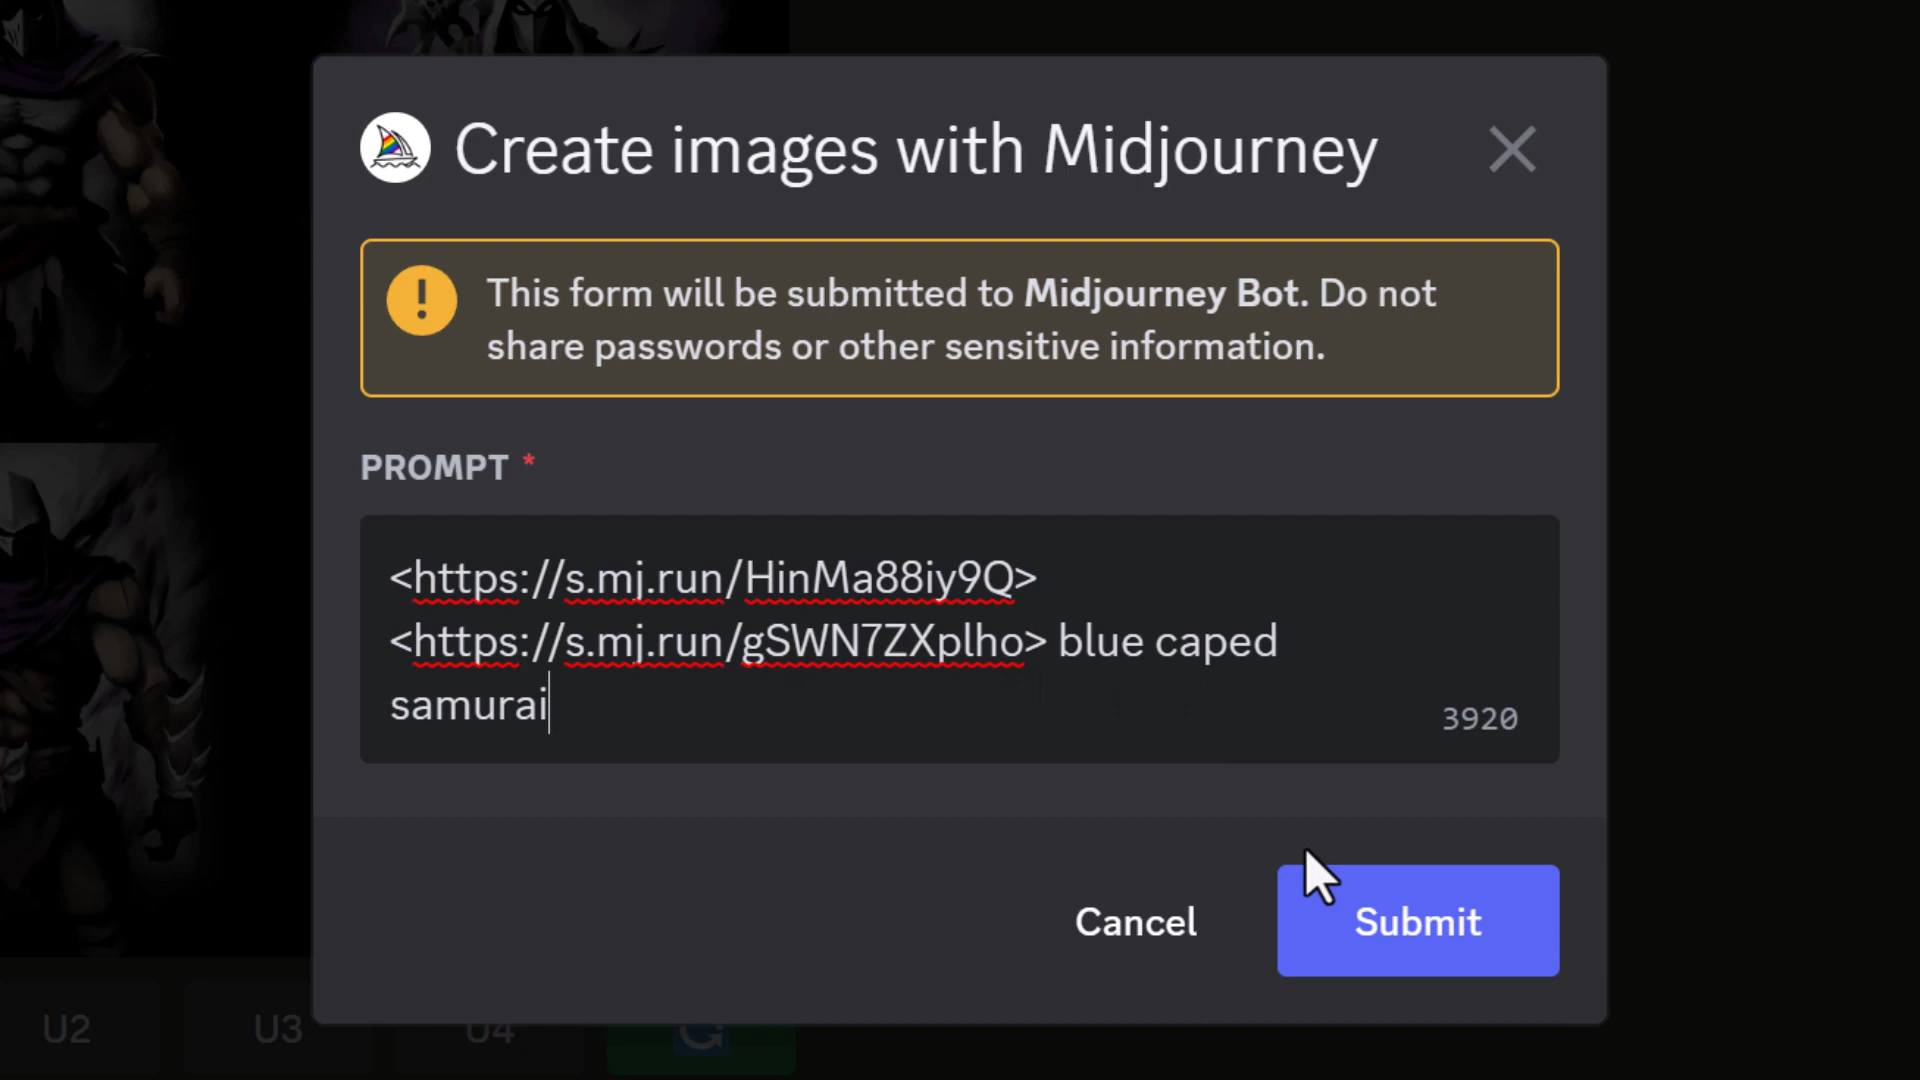 Create images with Midjourney
This form will be submitted to Midjourney Bot. Do not
share passwords or other sensitive information.
PROMPT *
<https://s.mj.run/HinMa88iy9Q>
<https://s.mj.run/gSWN7ZXplho> blue caped
samurai
3920
Cancel
Submit
U2
U3
U4